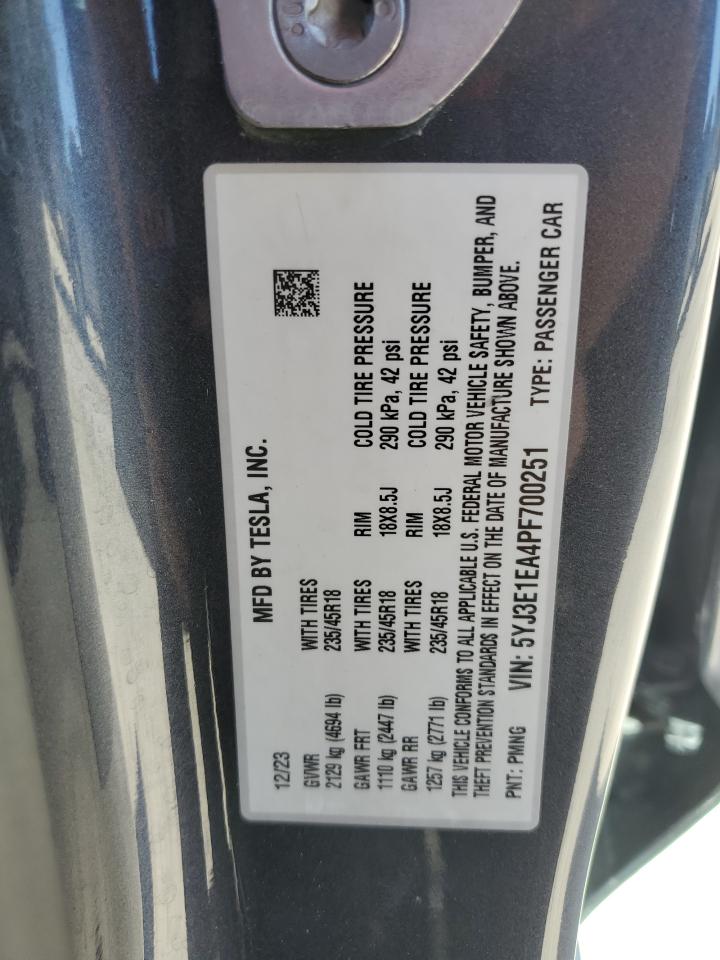 MFD BY TESLA, INC.
12/23
GVWR WITH TIRES
2129 kg (4694 lb) 235/45R18
GAWR FRT WITH TIRES RIM COLD TIRE PRESSURE
1110 kg (2447 lb) 235/45R18 18X8.5J 290 kPa, 42 psi
GAWR RR WITH TIRES RIM COLD TIRE PRESSURE
1257 kg (2771 lb) 235/45R18 18X8.5J 290 kPa, 42 psi
THIS VEHICLE CONFORMS TO ALL APPLICABLE U.S. FEDERAL MOTOR VEHICLE SAFETY, BUMPER, AND
THEFT PREVENTION STANDARDS IN EFFECT ON THE DATE OF MANUFACTURE SHOWN ABOVE.
PNT: PMNG VIN: 5YJ3E1EA4PF700251 TYPE: PASSENGER CAR